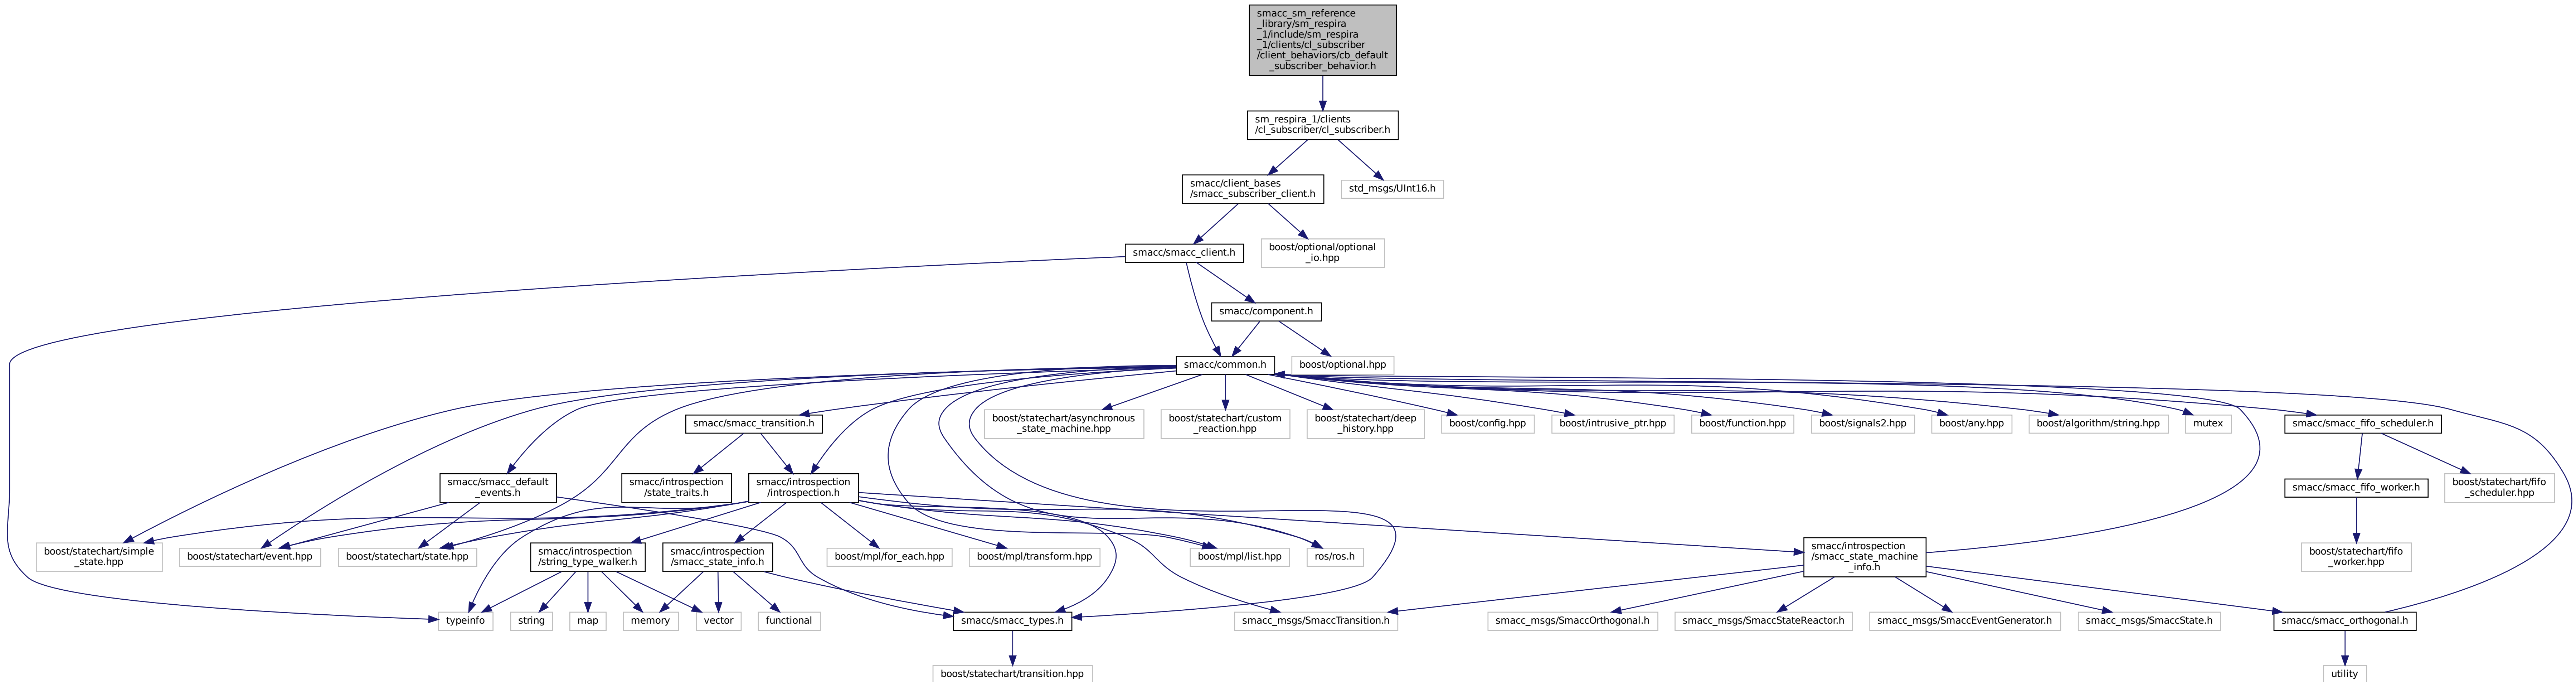 smacc_sm_reference
_library/sm_respira
_1/include/sm_respira
_1/clients/cl_subscriber
/client_behaviors/cb_default
_subscriber_behavior.h
sm_respira_1/clients
/cl_subscriber/cl_subscriber.h
smacc/client_bases
/smacc_subscriber_client.h
std_msgs/UInt16.h
smacc/smacc_client.h
boost/optional/optional
_io.hpp
smacc/component.h
smacc/common.h
boost/optional.hpp
smacc/smacc_transition.h
boost/statechart/asynchronous
_state_machine.hpp
boost/statechart/custom
_reaction.hpp
boost/statechart/deep
_history.hpp
boost/config.hpp
boost/intrusive_ptr.hpp
boost/function.hpp
boost/signals2.hpp
boost/any.hpp
boost/algorithm/string.hpp
mutex
smacc/smacc_fifo_scheduler.h
smacc/smacc_default
_events.h
smacc/introspection
/state_traits.h
smacc/introspection
/introspection.h
smacc/smacc_fifo_worker.h
boost/statechart/fifo
_scheduler.hpp
boost/statechart/simple
_state.hpp
boost/statechart/event.hpp
boost/statechart/state.hpp
smacc/introspection
/string_type_walker.h
smacc/introspection
/smacc_state_info.h
boost/mpl/for_each.hpp
boost/mpl/transform.hpp
boost/mpl/list.hpp
ros/ros.h
smacc/introspection
/smacc_state_machine
_info.h
boost/statechart/fifo
_worker.hpp
typeinfo
string
map
memory
vector
functional
smacc/smacc_types.h
smacc_msgs/SmaccTransition.h
smacc_msgs/SmaccOrthogonal.h
smacc_msgs/SmaccStateReactor.h
smacc_msgs/SmaccEventGenerator.h
smacc_msgs/SmaccState.h
smacc/smacc_orthogonal.h
boost/statechart/transition.hpp
utility